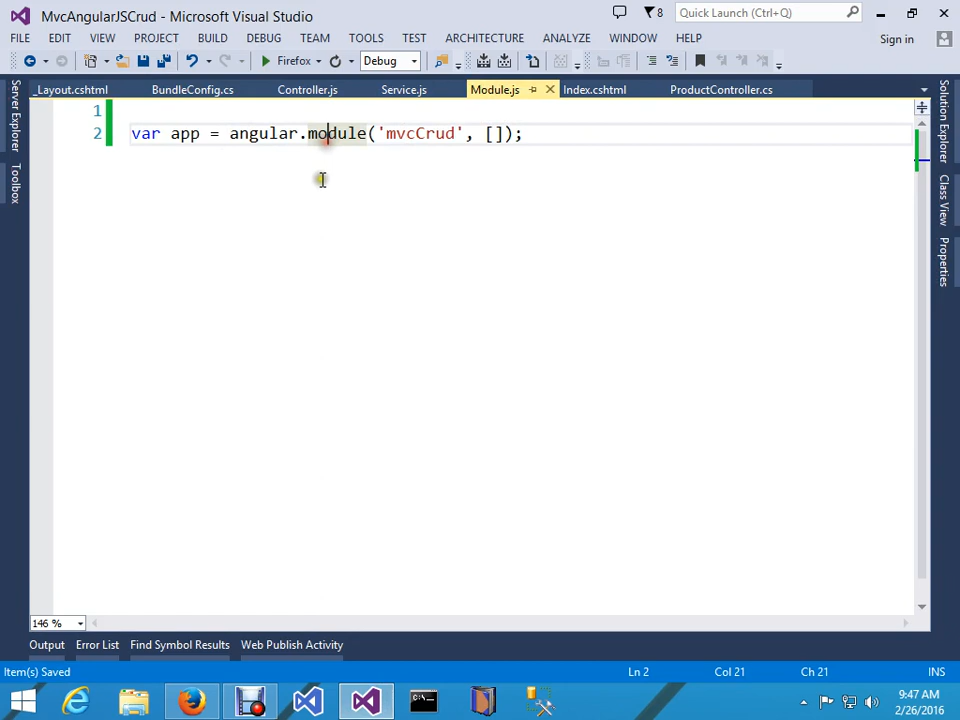 MvcAngularJSCrud - Microsoft Visual Studio
8
Quick Launch (Ctrl+Q)
FILE EDIT VIEW PROJECT BUILD DEBUG TEAM TOOLS TEST ARCHITECTURE ANALYZE WINDOW HELP
Sign in
Firefox
Debug
_Layout.cshtml BundleConfig.cs Controller.js Service.js Module.js Index.cshtml ProductController.cs
Server Explorer
Toolbox
Solution Explorer
Class View
Properties
1
2 var app = angular.module('mvcCrud', []);
146 %
Output Error List Find Symbol Results Web Publish Activity
Item(s) Saved Ln 2 Col 21 Ch 21 INS
C:\
9:47 AM
2/26/2016